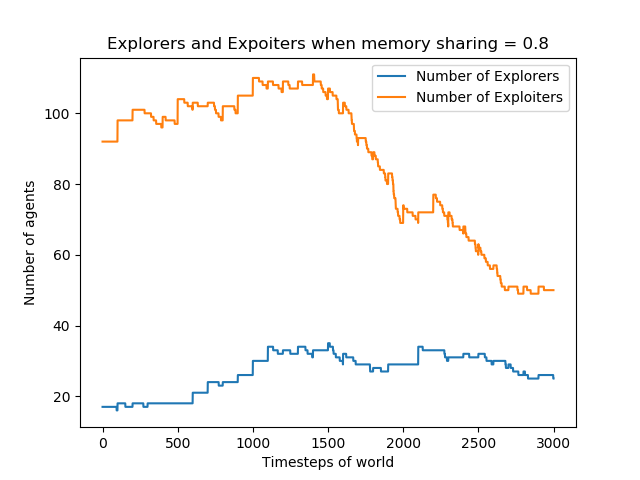 Explorers and Expoiters when memory sharing = 0.8
Number of Explorers
Number of Exploiters
Number of agents
100
80
60
40
20
0
500
1000
1500
2000
2500
3000
Timesteps of world